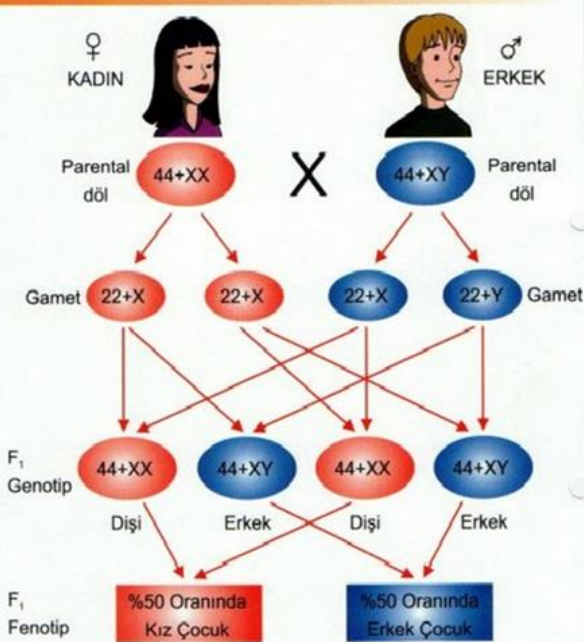 ♀
KADIN
♂
ERKEK
Parental
döl
44+XX
X
44+XY
Parental
döl
Gamet
22+X
22+X
22+X
22+Y
Gamet
F₁
Genotip
44+XX
44+XY
44+XX
44+XY
Dişi
Erkek
Dişi
Erkek
F₁
Fenotip
%50 Oranında
Kız Çocuk
%50 Oranında
Erkek Çocuk